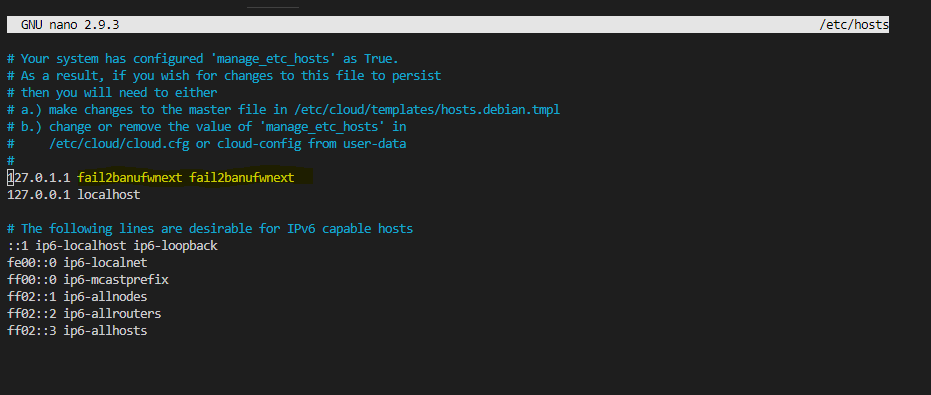 GNU nano 2.9.3 /etc/hosts
# Your system has configured 'manage_etc_hosts' as True.
# As a result, if you wish for changes to this file to persist
# then you will need to either
# a.) make changes to the master file in /etc/cloud/templates/hosts.debian.tmpl
# b.) change or remove the value of 'manage_etc_hosts' in
#     /etc/cloud/cloud.cfg or cloud-config from user-data
#
127.0.1.1 fail2banufwnext fail2banufwnext
127.0.0.1 localhost
# The following lines are desirable for IPv6 capable hosts
::1 ip6-localhost ip6-loopback
fe00::0 ip6-localnet
ff00::0 ip6-mcastprefix
ff02::1 ip6-allnodes
ff02::2 ip6-allrouters
ff02::3 ip6-allhosts